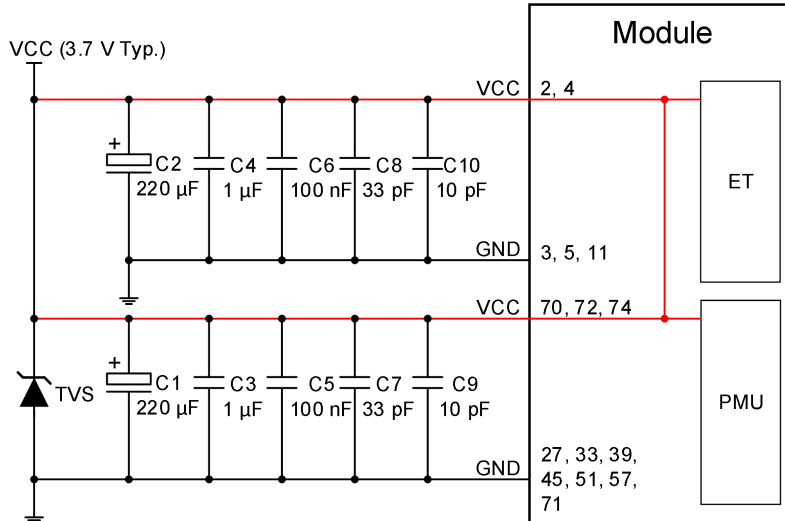 Module
VCC (3.7 V Typ.)
VCC
2, 4
+
C2
220 µF
C4
1 µF
C6
100 nF
C8
33 pF
C10
10 pF
ET
GND
3, 5, 11
VCC
70, 72, 74
+
C1
220 µF
C3
1 µF
C5
100 nF
C7
33 pF
C9
10 pF
TVS
PMU
GND
27, 33, 39,
45, 51, 57,
71